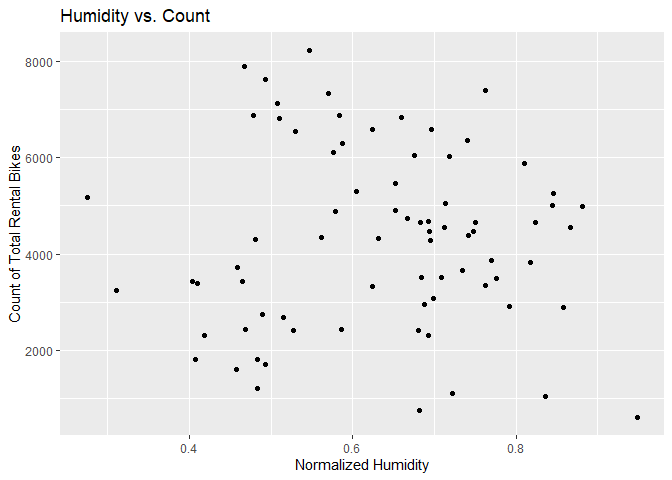 Humidity vs. Count
Count of Total Rental Bikes
8000
6000
4000
2000
0.4
0.6
0.8
Normalized Humidity